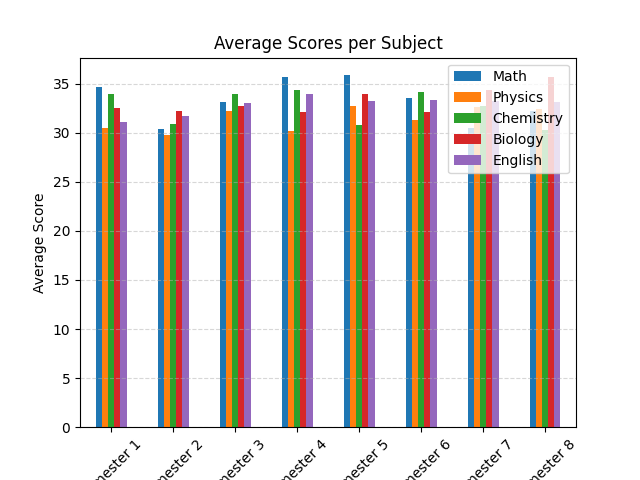 Average Scores per Subject
Average Score
35
30
25
20
15
10
5
0
Math
Physics
Chemistry
Biology
English
mester 1
mester 2
mester 3
mester 4
mester 5
mester 6
mester 7
mester 8